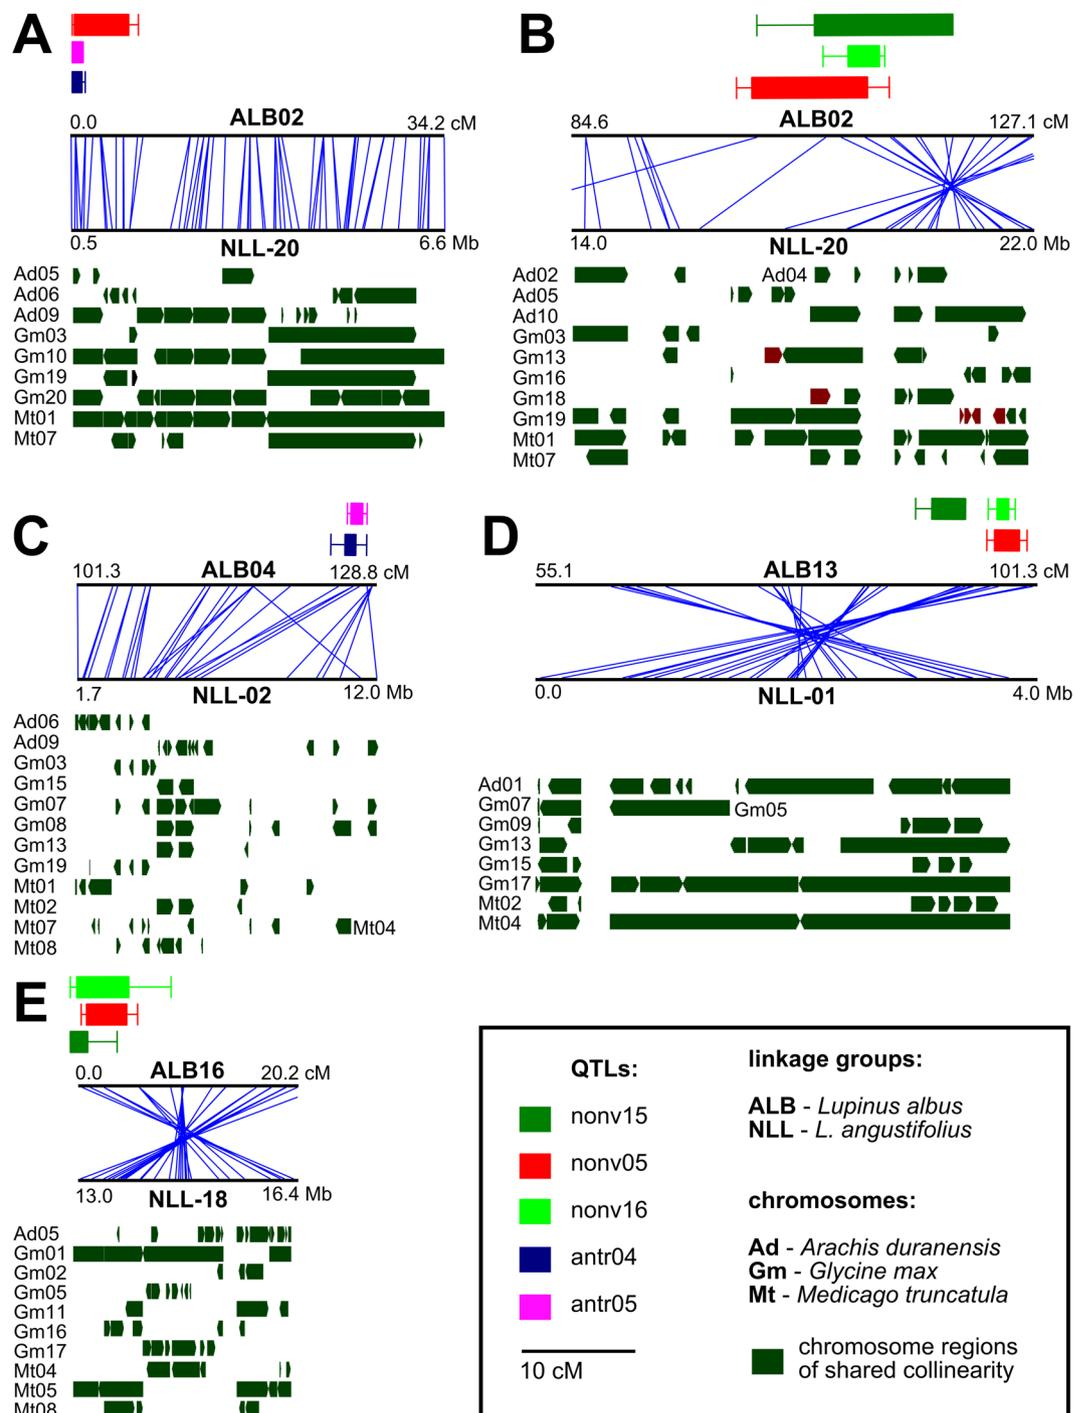 A
ALB02
0.0
34.2 cM
0.5
NLL-20
6.6 Mb
Ad05
Ad06
Ad09
Gm03
Gm10
Gm19
Gm20
Mt01
Mt07
B
84.6
ALB02
127.1 cM
14.0
NLL-20
22.0 Mb
Ad02
Ad04
Ad05
Ad10
Gm03
Gm13
Gm16
Gm18
Gm19
Mt01
Mt07
C
101.3
ALB04
128.8 cM
1.7
NLL-02
12.0 Mb
Ad06
Ad09
Gm03
Gm15
Gm07
Gm08
Gm13
Gm19
Mt01
Mt02
Mt07
Mt04
Mt08
D
55.1
ALB13
101.3 cM
0.0
NLL-01
4.0 Mb
Ad01
Gm07
Gm05
Gm09
Gm13
Gm15
Gm17
Mt02
Mt04
E
0.0
ALB16
20.2 cM
13.0
NLL-18
16.4 Mb
Ad05
Gm01
Gm02
Gm05
Gm11
Gm16
Gm17
Mt04
Mt05
Mt08
QTLs:
nonv15
nonv05
nonv16
antr04
antr05
10 cM
linkage groups:
ALB - Lupinus albus
NLL - L. angustifolius
chromosomes:
Ad - Arachis duranensis
Gm - Glycine max
Mt - Medicago truncatula
chromosome regions
of shared collinearity